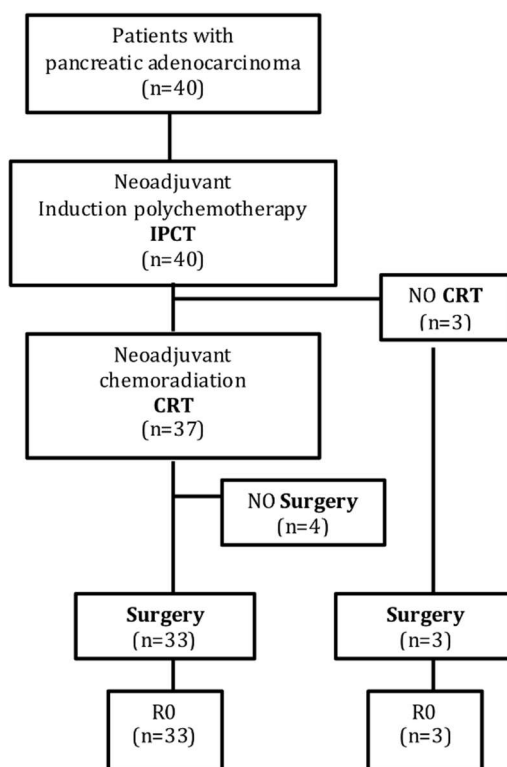 Patients with
pancreatic adenocarcinoma
(n=40)
Neoadjuvant
Induction polychemotherapy
IPCT
(n=40)
NO CRT
(n=3)
Neoadjuvant
chemoradiation
CRT
(n=37)
NO Surgery
(n=4)
Surgery
(n=33)
Surgery
(n=3)
R0
(n=33)
R0
(n=3)